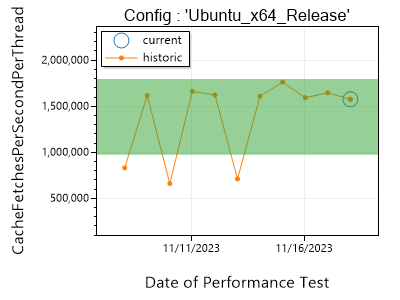 Config : 'Ubuntu_x64_Release'
CacheFetchesPerSecondPerThread
current
historic
2,000,000
1,500,000
1,000,000
500,000
11/11/2023
11/16/2023
Date of Performance Test